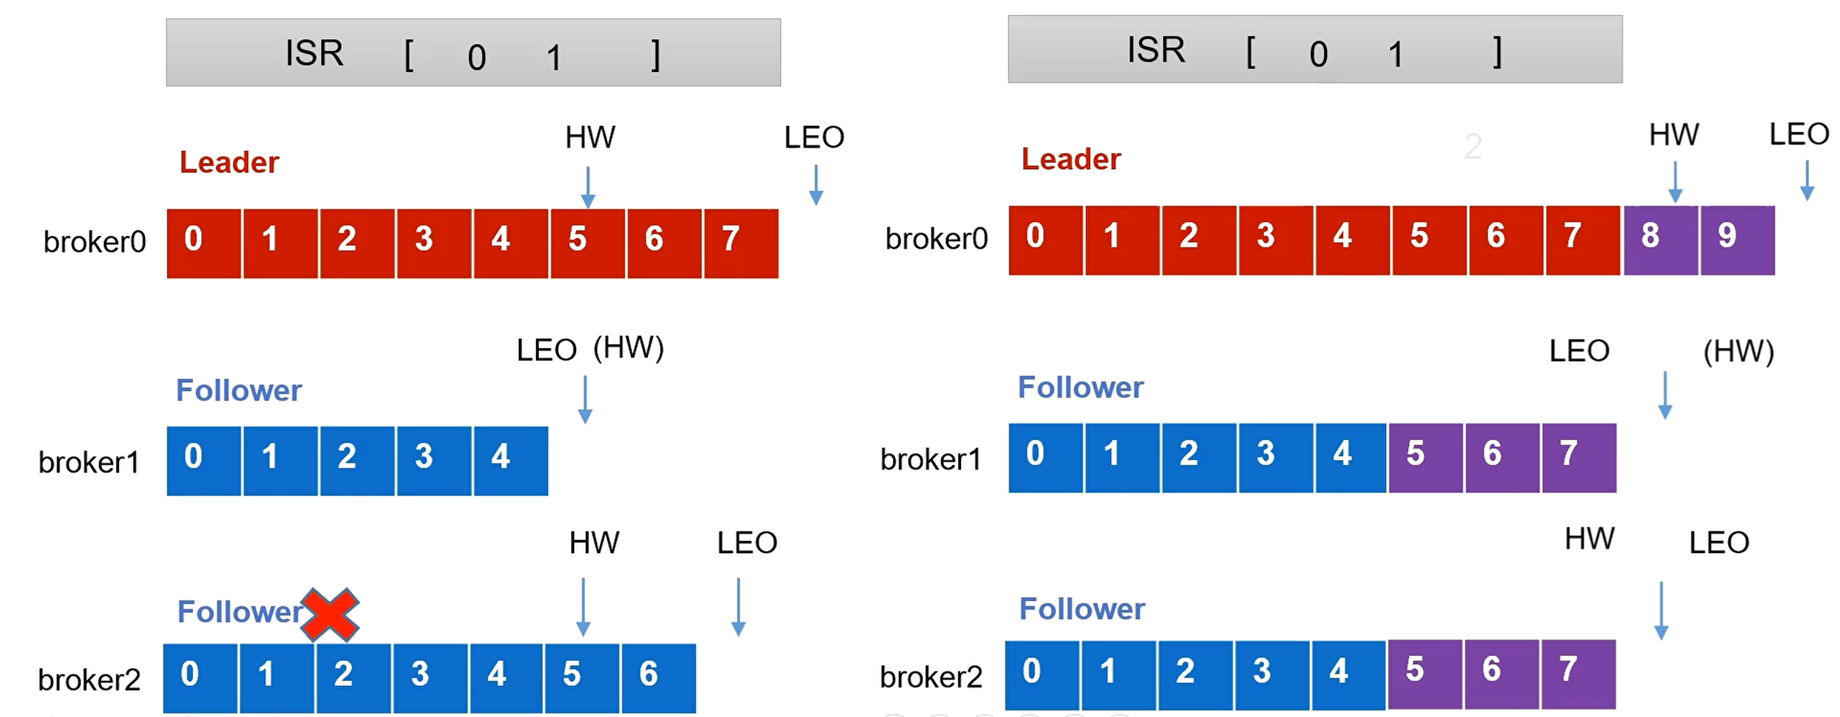 ISR [ 0 1 ]
HW LEO
Leader
broker0 0 1 2 3 4 5 6 7
LEO (HW)
Follower
broker1 0 1 2 3 4
HW LEO
Follower
broker2 0 1 2 3 4 5 6
ISR [ 0 1 ]
2
HW LEO
Leader
broker0 0 1 2 3 4 5 6 7 8 9
LEO (HW)
Follower
broker1 0 1 2 3 4 5 6 7
HW LEO
Follower
broker2 0 1 2 3 4 5 6 7